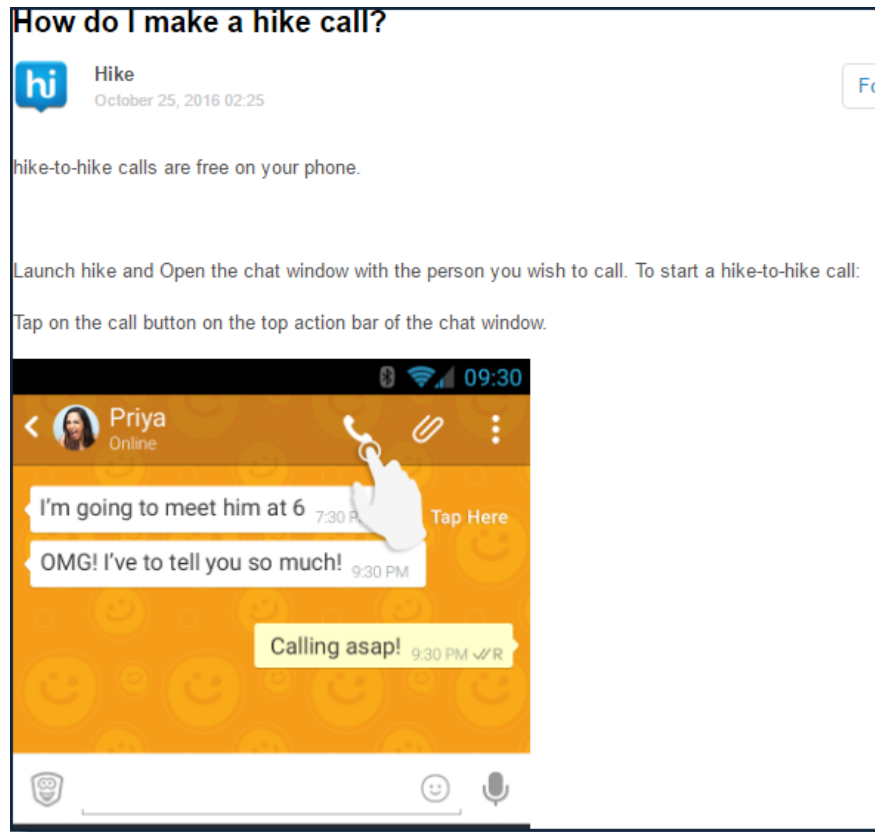 How do I make a hike call?
hi
Hike
October 25, 2016 02:25
hike-to-hike calls are free on your phone.
Launch hike and Open the chat window with the person you wish to call. To start a hike-to-hike call:
Tap on the call button on the top action bar of the chat window.
09:30
Priya
Online
I'm going to meet him at 6 7:30
Tap Here
OMG! I've to tell you so much! 9:30 PM
Calling asap! 9:30 PM R